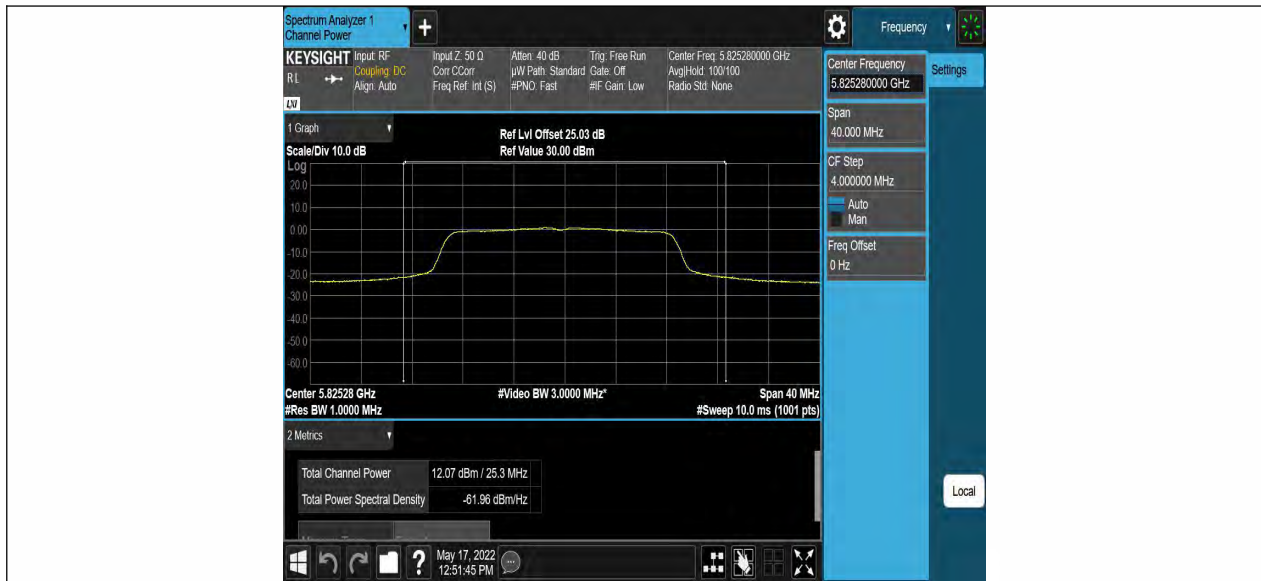 Spectrum Analyzer 1
Channel Power
Frequency
KEYSIGHT
RL
LXI
Input: RF
Coupling: DC
Align: Auto
Input Z: 50 Ω
Corr CCorr
Freq Ref: Int (S)
Atten: 40 dB
µW Path: Standard
#PNO: Fast
Trig: Free Run
Gate: Off
#IF Gain: Low
Center Freq: 5.825280000 GHz
Avg|Hold: 100/100
Radio Std: None
Center Frequency
5.825280000 GHz
Settings
Span
40.000 MHz
CF Step
4.000000 MHz
Auto
Man
Freq Offset
0 Hz
Local
1 Graph
Scale/Div 10.0 dB
Ref Lvl Offset 25.03 dB
Ref Value 30.00 dBm
Log
20.0
10.0
0.00
-10.0
-20.0
-30.0
-40.0
-50.0
-60.0
Center 5.82528 GHz
#Video BW 3.0000 MHz*
Span 40 MHz
#Res BW 1.0000 MHz
#Sweep 10.0 ms (1001 pts)
2 Metrics
Total Channel Power 12.07 dBm / 25.3 MHz
Total Power Spectral Density -61.96 dBm/Hz
May 17, 2022
12:51:45 PM